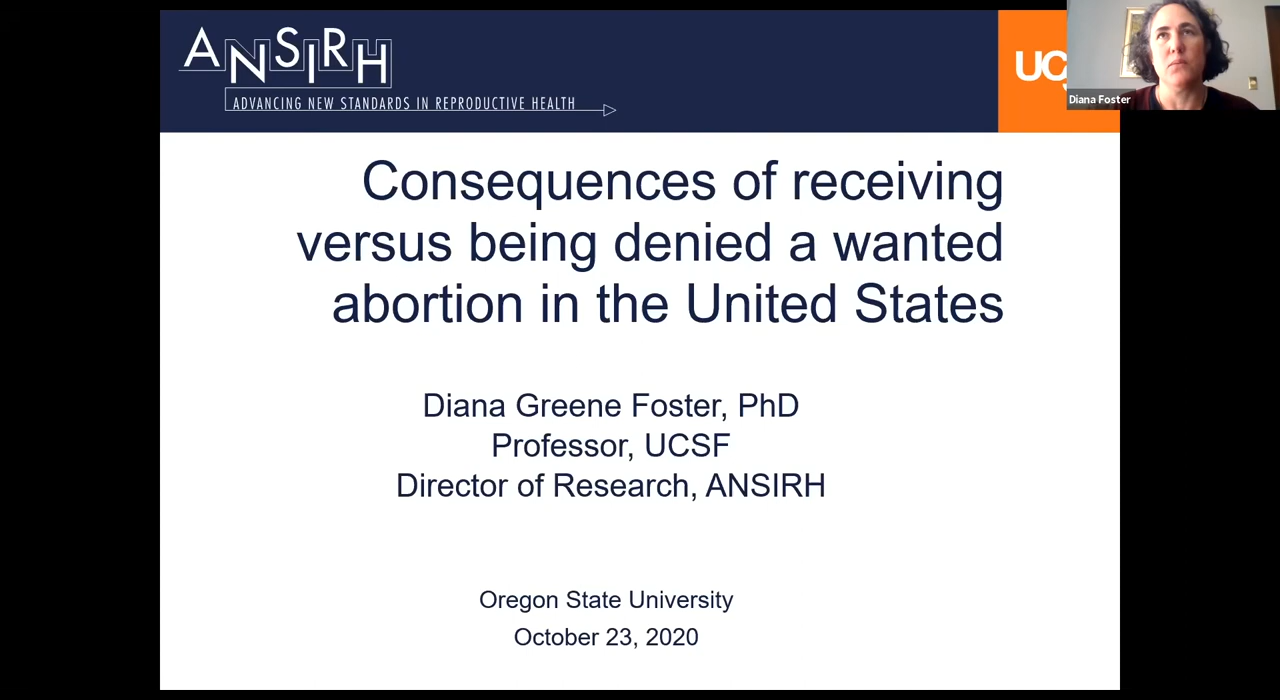 ANSIRH
ADVANCING NEW STANDARDS IN REPRODUCTIVE HEALTH
Diana Foster
Consequences of receiving
versus being denied a wanted
abortion in the United States
Diana Greene Foster, PhD
Professor, UCSF
Director of Research, ANSIRH
Oregon State University
October 23, 2020